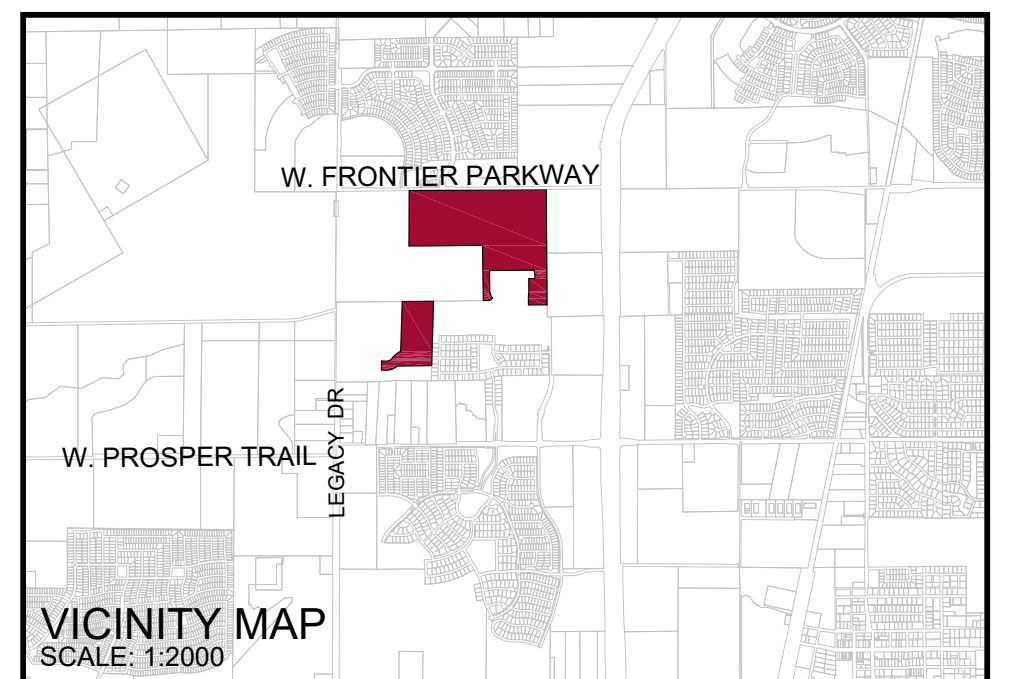 W. FRONTIER PARKWAY
W. PROSPER TRAIL
LEGACY DR
VICINITY MAP
SCALE: 1:2000